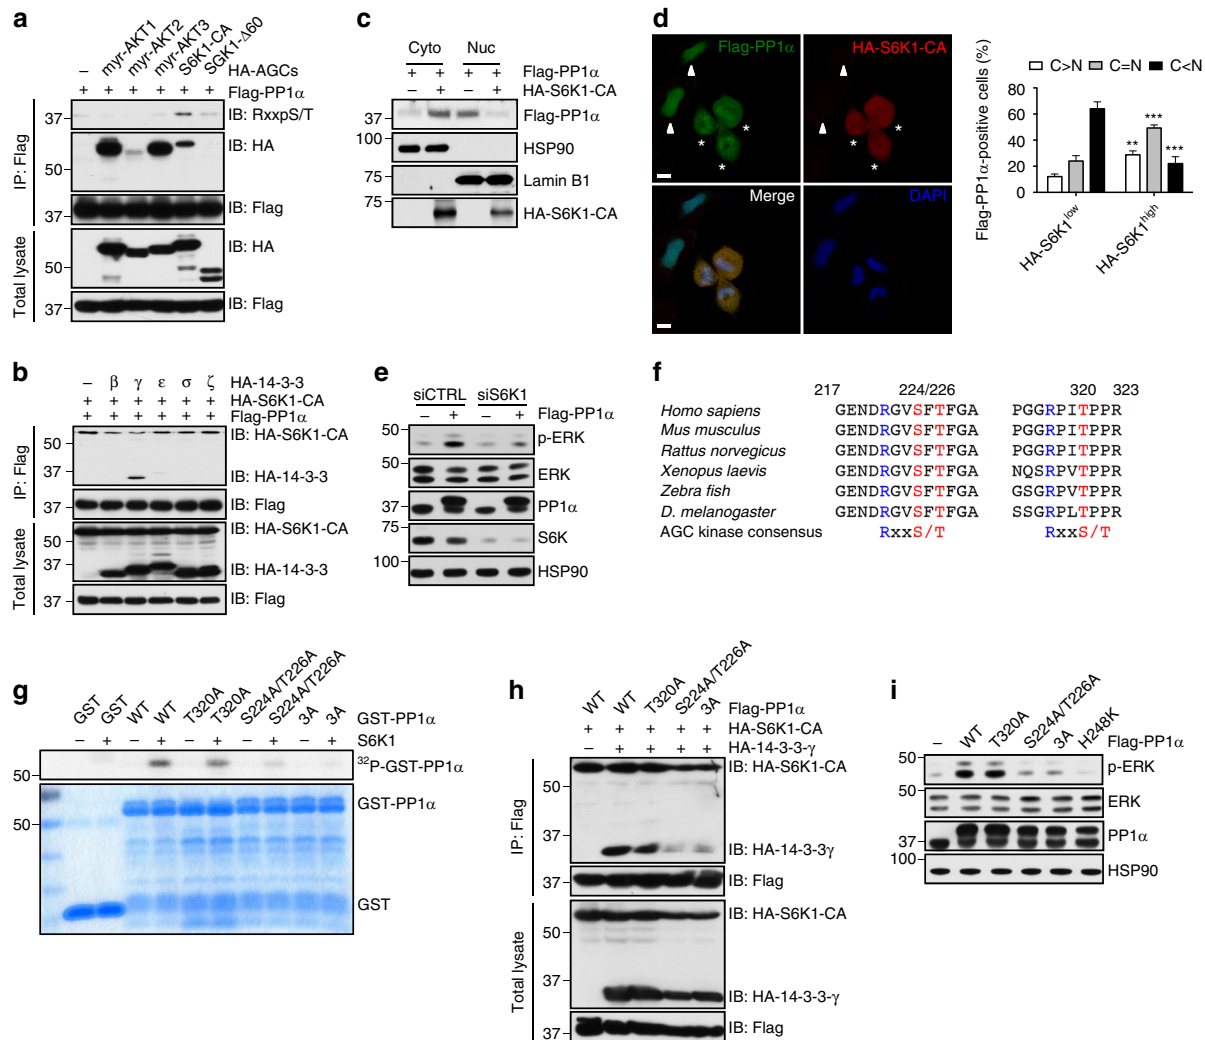 a
– myr-AKT1 myr-AKT2 myr-AKT3 S6K1-CA SGK1-Δ60 HA-AGCs
+ + + + + + Flag-PP1α
IP: Flag
37 IB: RxxpS/T
50 IB: HA
37 IB: Flag
Total lysate
50 IB: HA
37 IB: Flag
b
– β γ ε σ ζ HA-14-3-3
+ + + + + + HA-S6K1-CA
+ + + + + + Flag-PP1α
IP: Flag
50 IB: HA-S6K1-CA
37 IB: HA-14-3-3
37 IB: Flag
Total lysate
50 IB: HA-S6K1-CA
37 IB: HA-14-3-3
37 IB: Flag
c
Cyto Nuc
+ + + + Flag-PP1α
– + – + HA-S6K1-CA
37 Flag-PP1α
100 HSP90
75 Lamin B1
75 HA-S6K1-CA
d
Flag-PP1α HA-S6K1-CA
* * *
* * *
Merge DAPI
C>N C=N C<N
Flag-PP1α-positive cells (%)
80
60
40
20
0
** *** ***
HA-S6K1low HA-S6K1high
e
siCTRL siS6K1
– + – + Flag-PP1α
50 p-ERK
50 ERK
37 PP1α
75 S6K
100 HSP90
f
217 224/226 320 323
Homo sapiens GENDRGVSFTFGA PGGRPITPPR
Mus musculus GENDRGVSFTFGA PGGRPITPPR
Rattus norvegicus GENDRGVSFTFGA PGGRPITPPR
Xenopus laevis GENDRGVSFTFGA NQSRPVTPPR
Zebra fish GENDRGVSFTFGA GSGRPVTPPR
D. melanogaster GENDRGVSFTFGA SSGRPLTPPR
AGC kinase consensus RxxS/T RxxS/T
g
GST GST WT WT T320A T320A S224A/T226A S224A/T226A 3A 3A GST-PP1α
– + – + – + – + – + S6K1
50 32P-GST-PP1α
GST-PP1α
50
GST
h
WT WT T320A S224A/T226A 3A Flag-PP1α
+ + + + + HA-S6K1-CA
– + + + + HA-14-3-3-γ
IP: Flag
IB: HA-S6K1-CA
50
37 IB: HA-14-3-3γ
37 IB: Flag
Total lysate
IB: HA-S6K1-CA
50
37 IB: HA-14-3-3-γ
37 IB: Flag
i
– WT T320A S224A/T226A 3A H248K Flag-PP1α
50 p-ERK
50 ERK
37 PP1α
100 HSP90